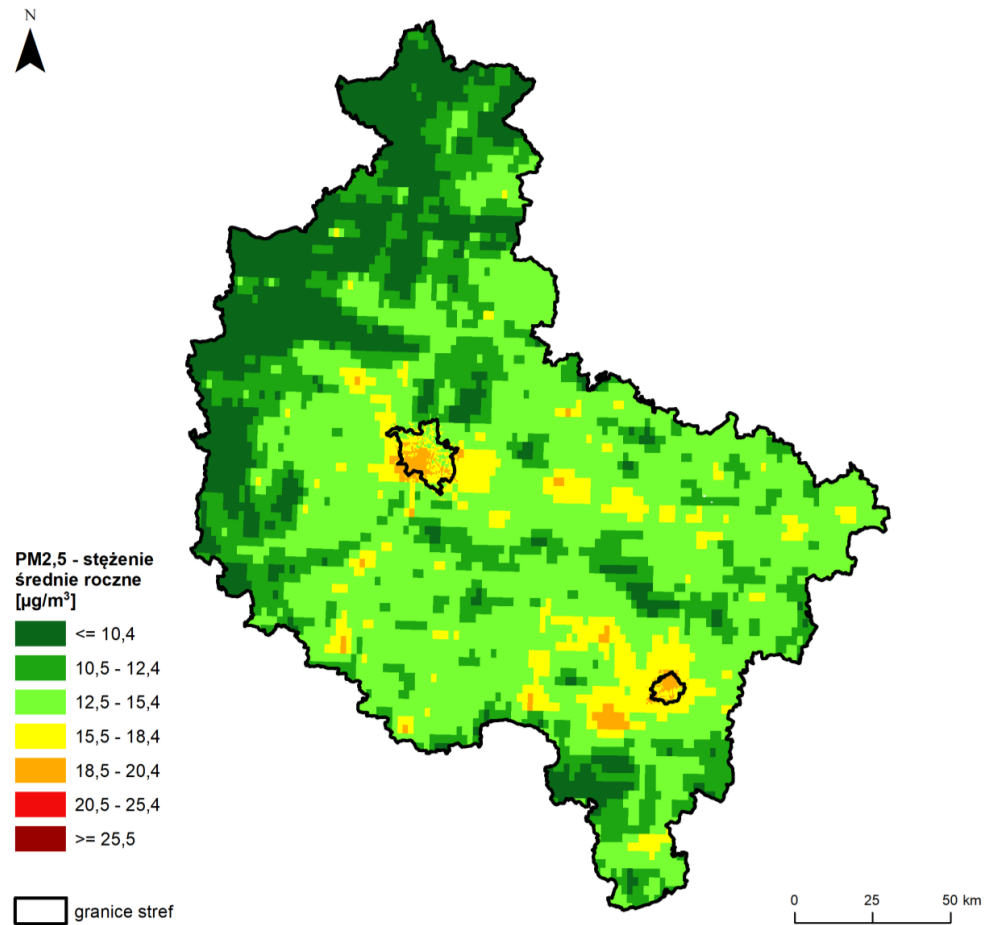 N
PM2,5 - stężenie
średnie roczne
[µg/m³]
<= 10,4
10,5 - 12,4
12,5 - 15,4
15,5 - 18,4
18,5 - 20,4
20,5 - 25,4
>= 25,5
granice stref
0 25 50 km